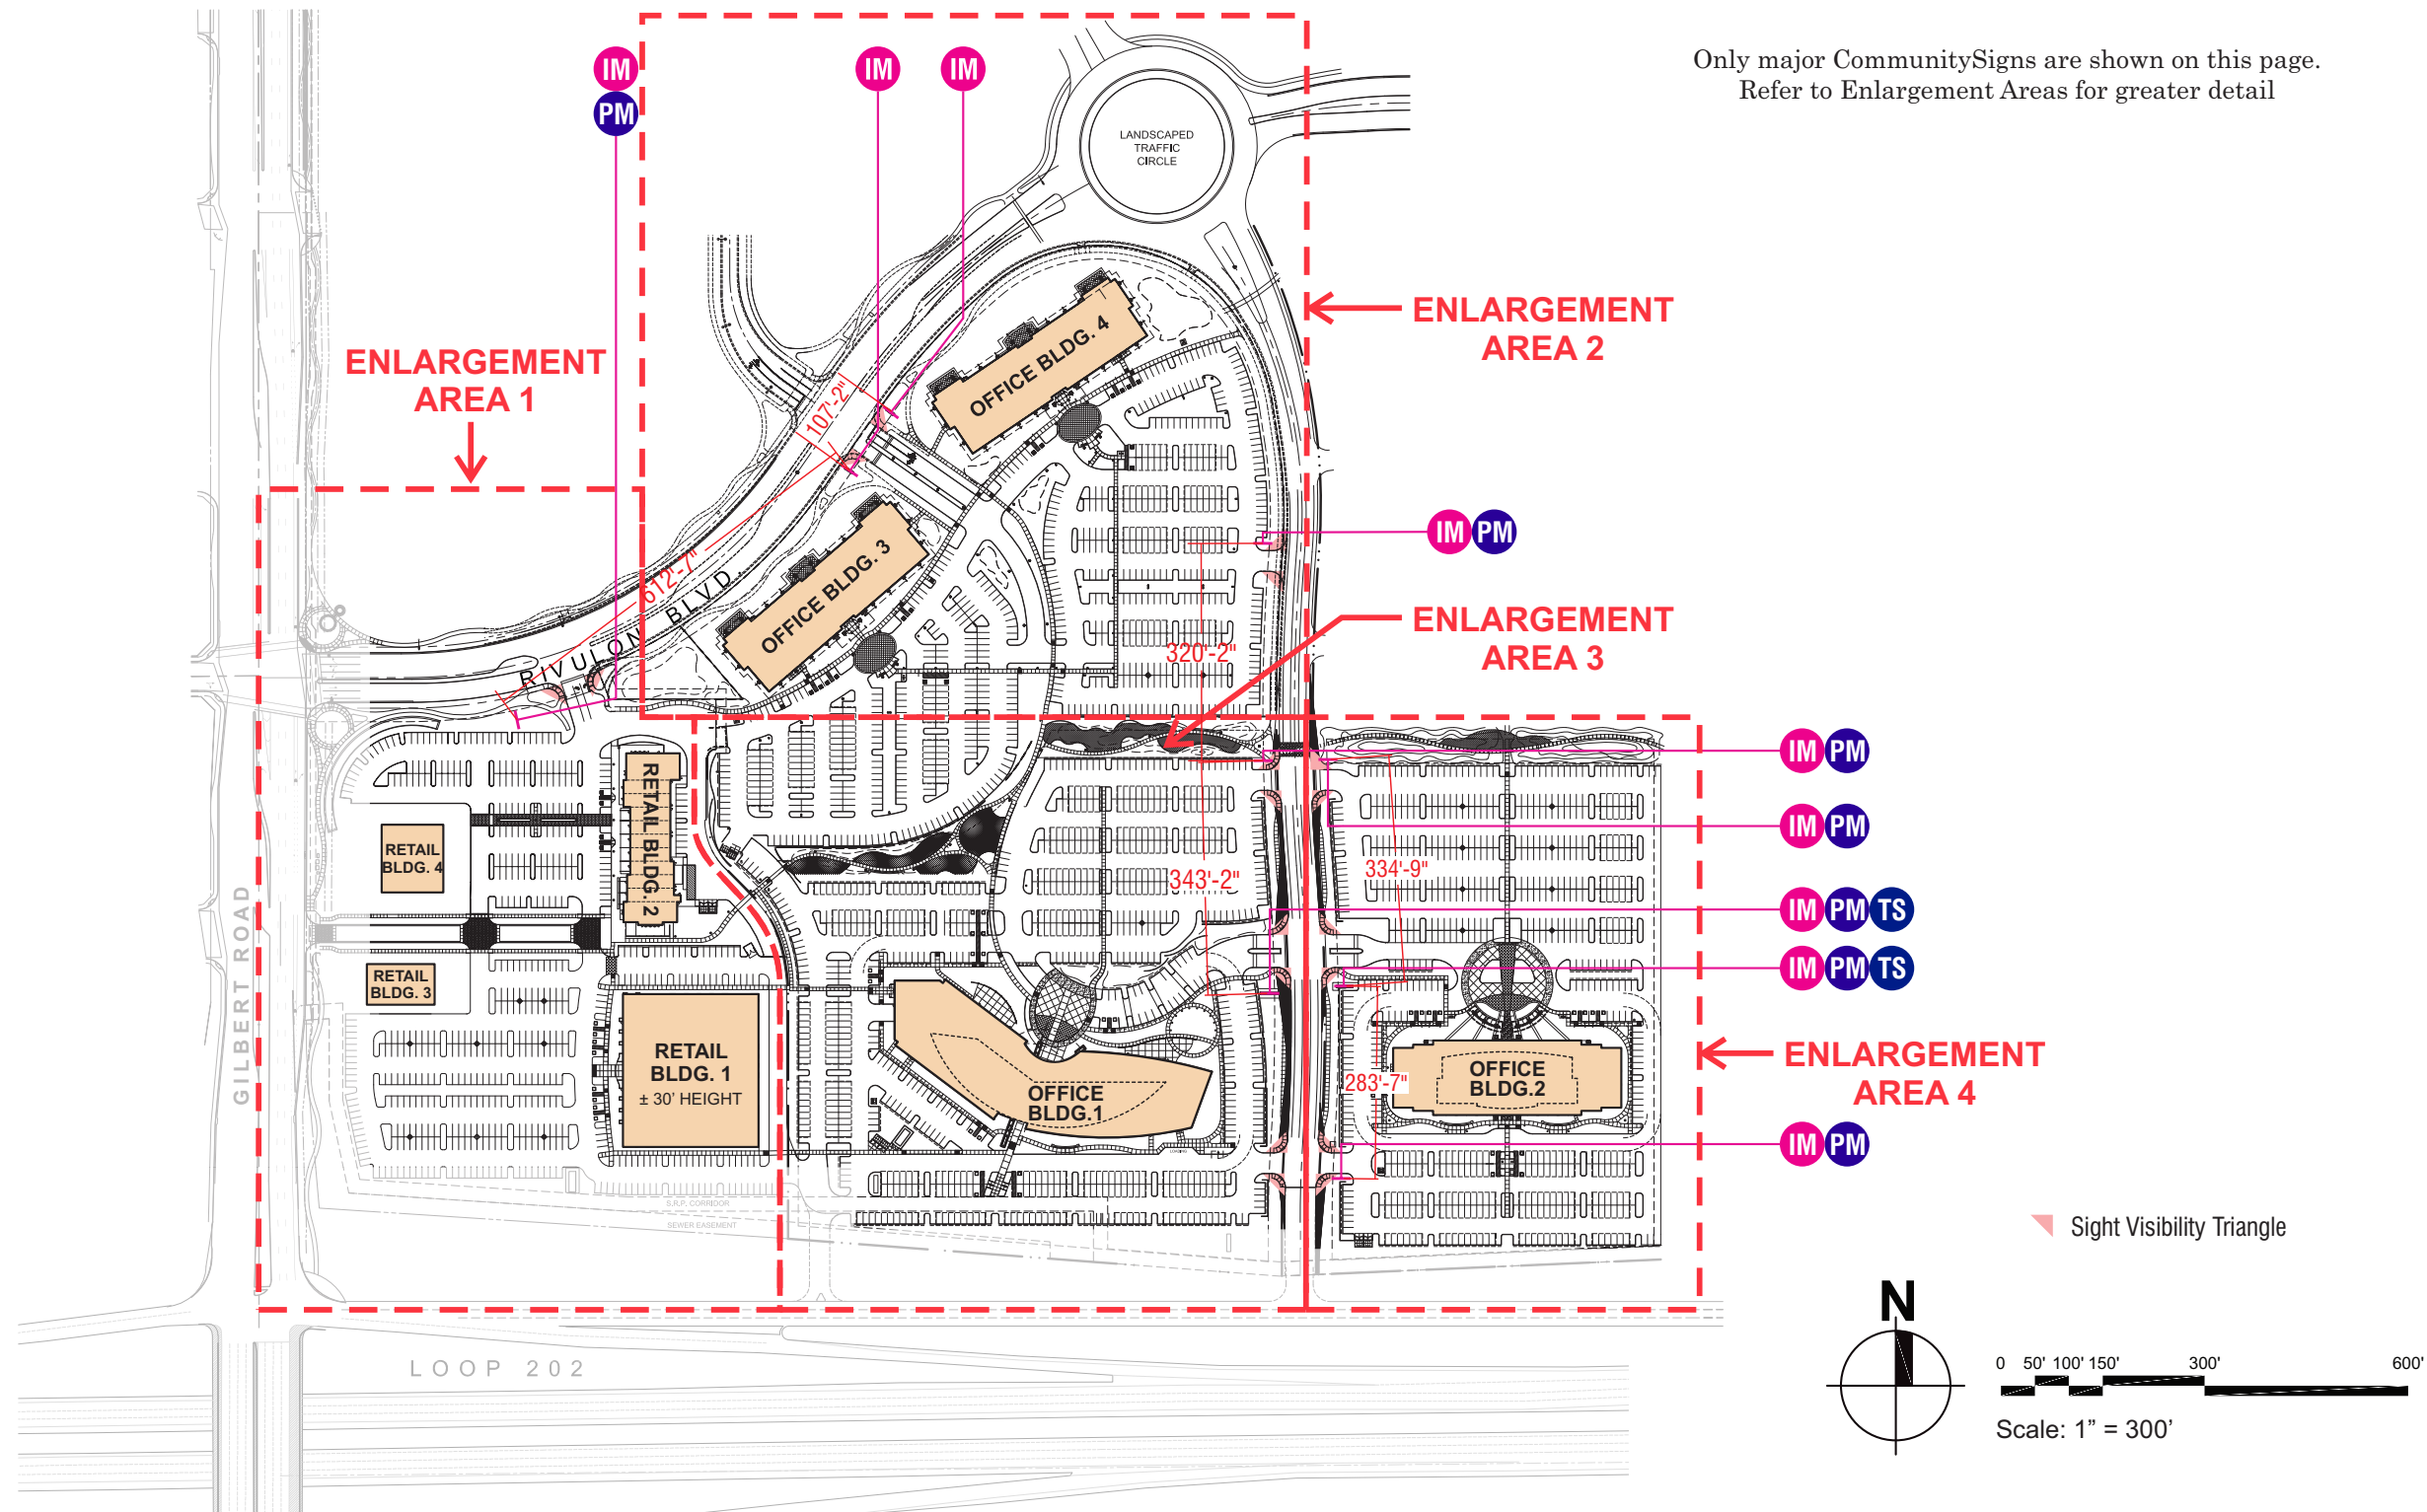 Only major CommunitySigns are shown on this page.
Refer to Enlargement Areas for greater detail
IM
PM
IM
IM
LANDSCAPED
TRAFFIC
CIRCLE
ENLARGEMENT
AREA 2
OFFICE BLDG. 4
ENLARGEMENT
AREA 1
107'-2"
IM PM
612'-7"
OFFICE BLDG. 3
RIVULON BLVD.
ENLARGEMENT
AREA 3
320'-2"
IM PM
RETAIL BLDG. 2
IM PM
RETAIL
BLDG. 4
334'-9"
343'-2"
IM PM TS
GILBERT ROAD
RETAIL
BLDG. 3
IM PM TS
RETAIL
BLDG. 1
± 30' HEIGHT
OFFICE
BLDG.1
283'-7"
OFFICE
BLDG.2
ENLARGEMENT
AREA 4
IM PM
LOADING
S.R.P. CORRIDOR
SEWER EASEMENT
Sight Visibility Triangle
N
LOOP 202
0 50' 100' 150' 300' 600'
Scale: 1” = 300’